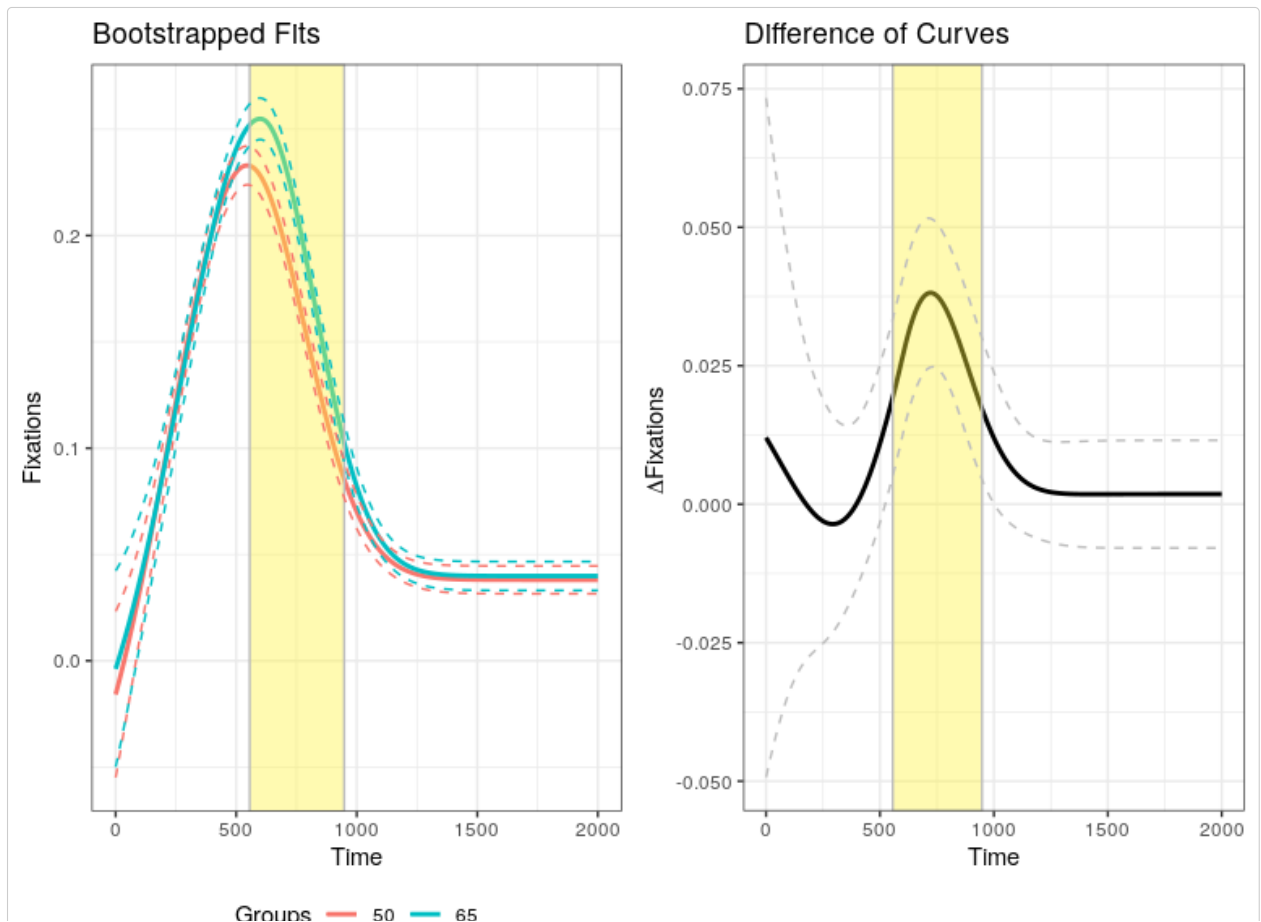 Bootstrapped Fits
Fixations
0.2
0.1
0.0
0 500 1000 1500 2000
Time
Groups 50 65
Difference of Curves
ΔFixations
0.075
0.050
0.025
0.000
-0.025
-0.050
0 500 1000 1500 2000
Time